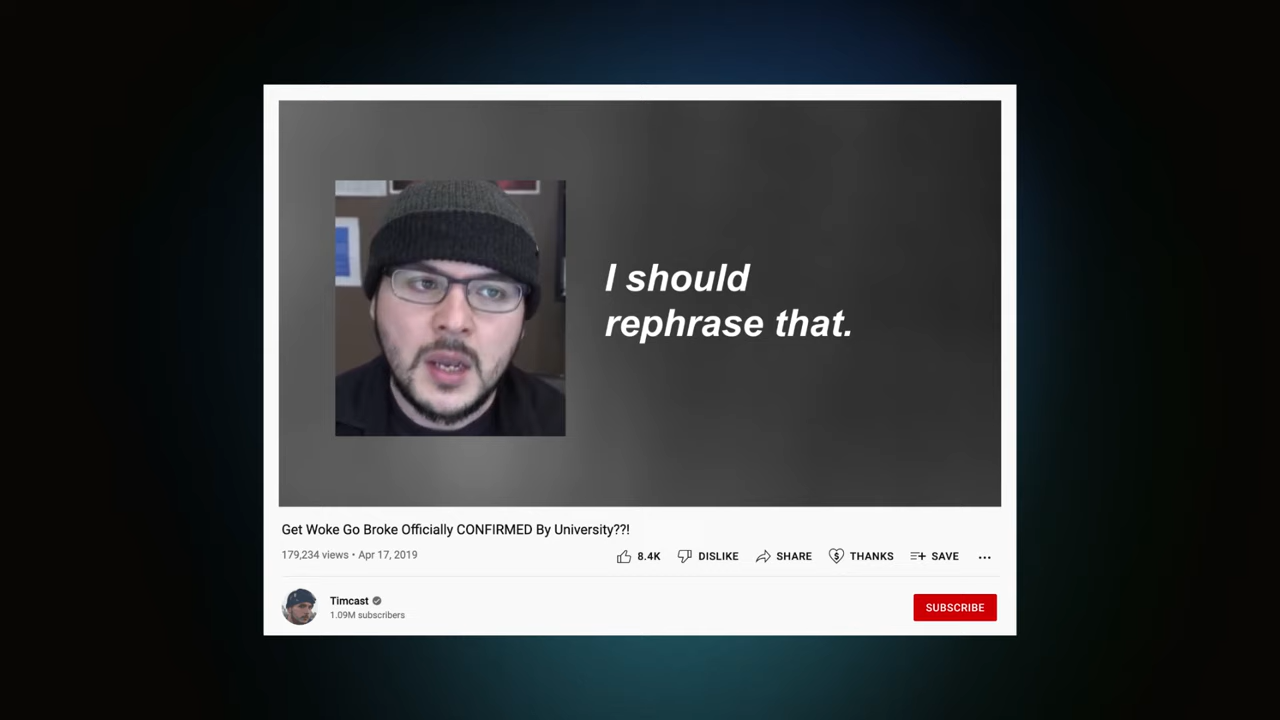 I should
rephrase that.
Get Woke Go Broke Officially CONFIRMED By University??!
179,234 views • Apr 17, 2019
8.4K
DISLIKE
SHARE
THANKS
SAVE
Timcast
1.09M subscribers
SUBSCRIBE